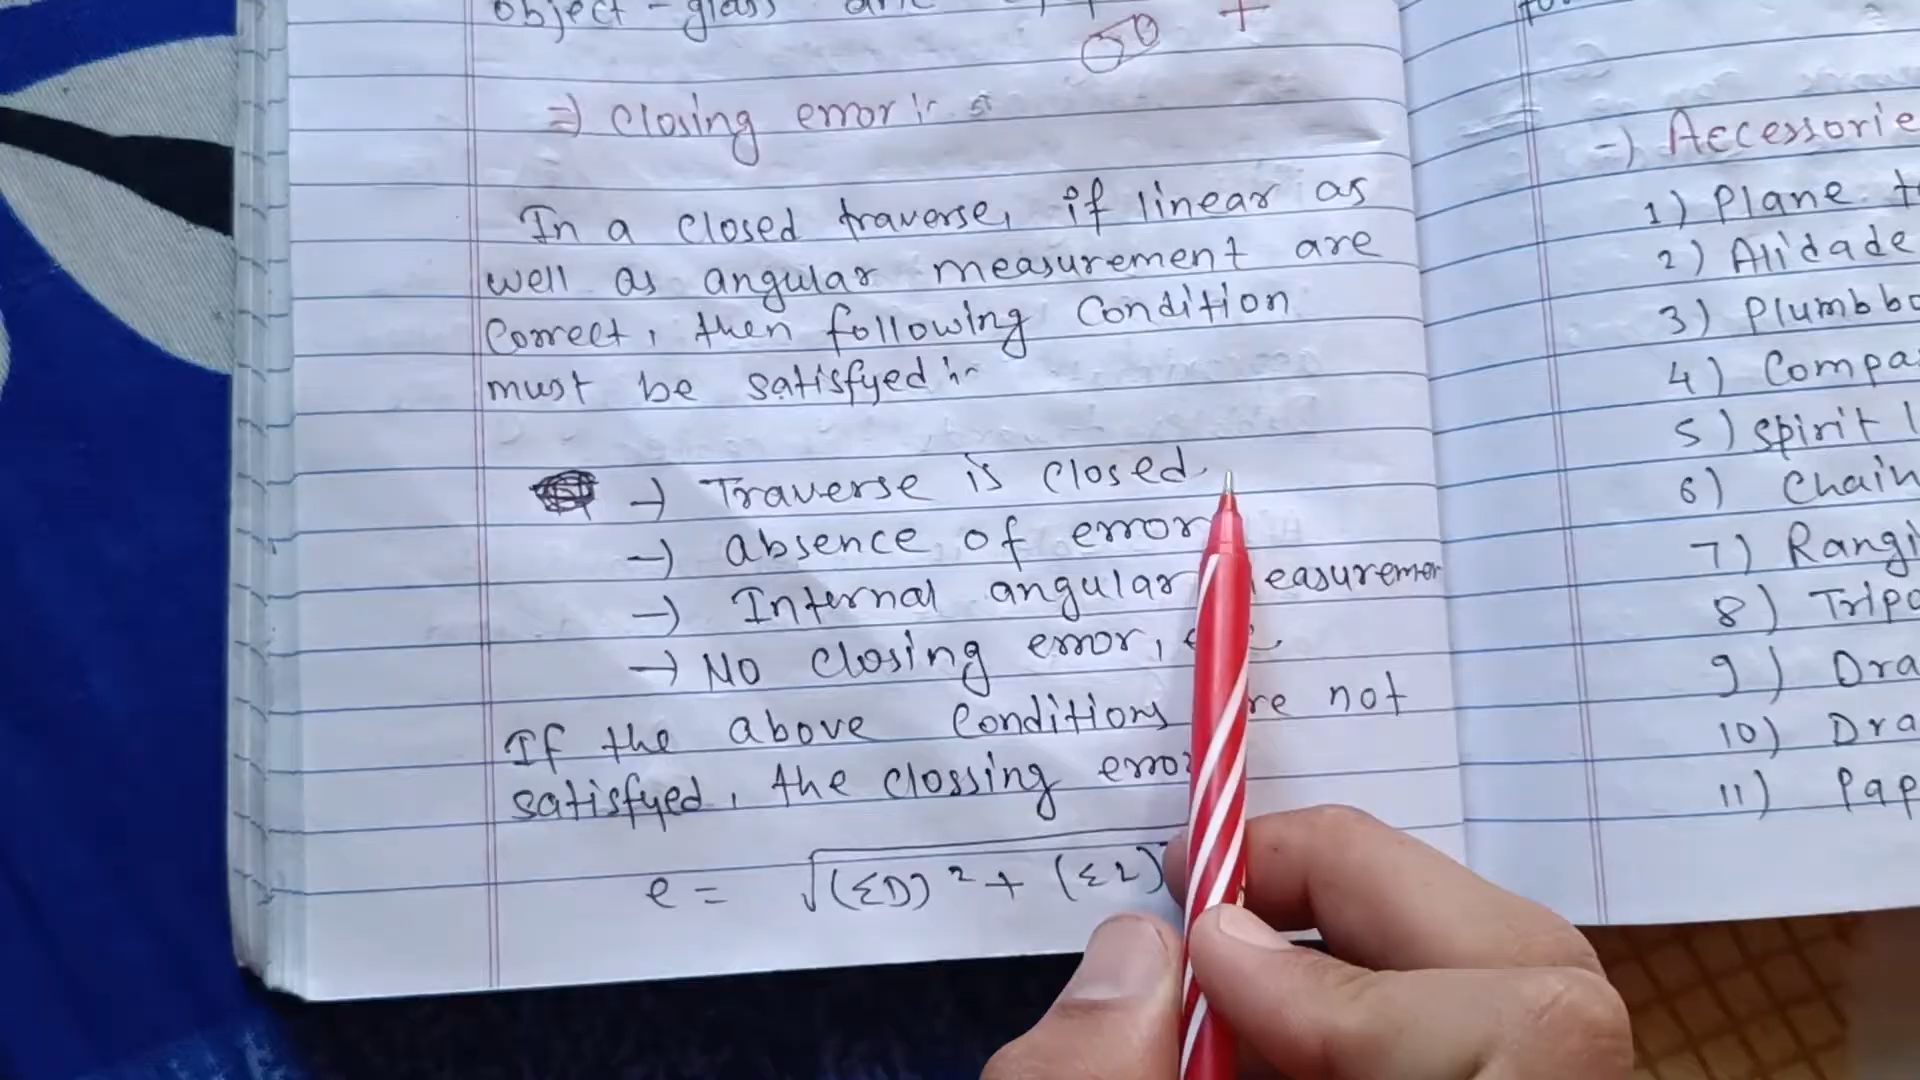 object-glass
=) Closing error :-
In a closed traverse, if linear as
well as angular measurement are
Correct, then following Condition
must be satisfyed :-
→ Traverse is closed
→ absence of error
→ Internal angular easuremen
→ No closing error,
If the above Conditions re not
satisfyed, the clossing error
e = √(ΣD)² + (ΣL)
-) Accessorie
1) Plane t
2) Alidade
3) Plumbbo
4) Compa
5) Spirit l
6) Chain
7) Rangi
8) Tripo
9) Dra
10) Dra
11) Pap